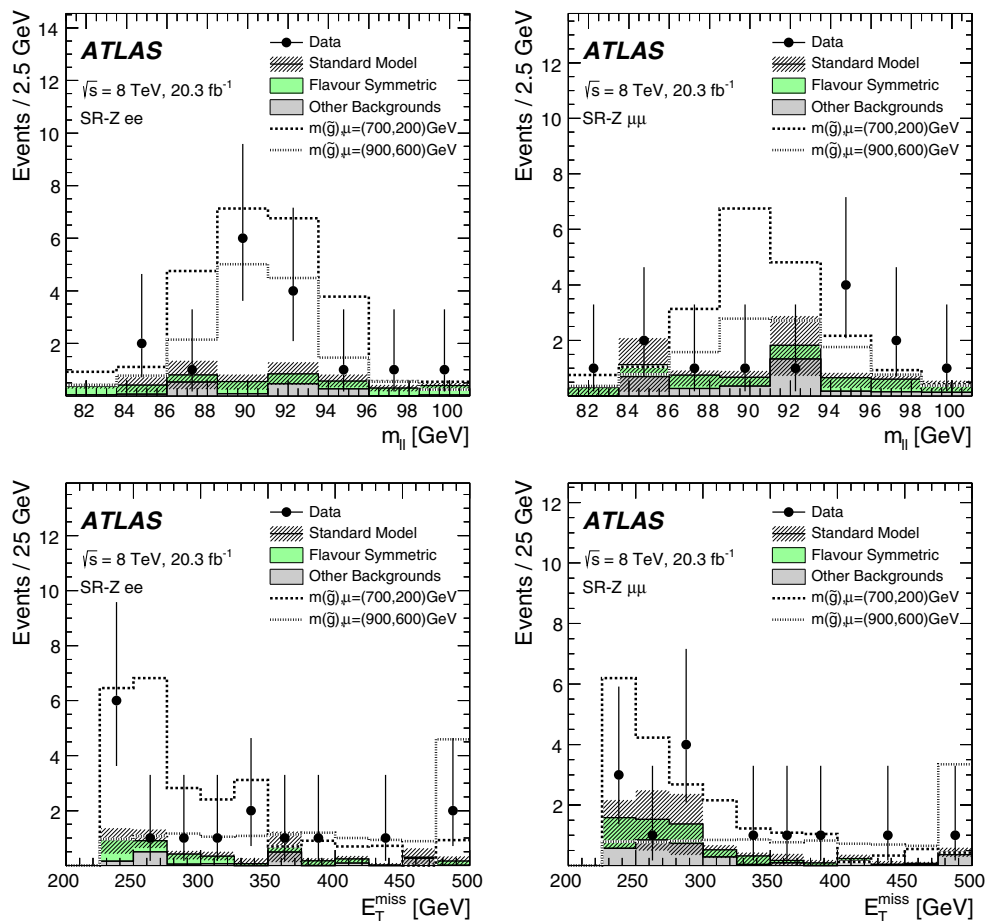 Events / 2.5 GeV
14
12
10
8
6
4
2
ATLAS
√s = 8 TeV, 20.3 fb⁻¹
SR-Z ee
Data
Standard Model
Flavour Symmetric
Other Backgrounds
m(g̃),μ=(700,200)GeV
m(g̃),μ=(900,600)GeV
82 84 86 88 90 92 94 96 98 100
m_ll [GeV]
Events / 2.5 GeV
12
10
8
6
4
2
ATLAS
√s = 8 TeV, 20.3 fb⁻¹
SR-Z μμ
Data
Standard Model
Flavour Symmetric
Other Backgrounds
m(g̃),μ=(700,200)GeV
m(g̃),μ=(900,600)GeV
82 84 86 88 90 92 94 96 98 100
m_ll [GeV]
Events / 25 GeV
12
10
8
6
4
2
ATLAS
√s = 8 TeV, 20.3 fb⁻¹
SR-Z ee
Data
Standard Model
Flavour Symmetric
Other Backgrounds
m(g̃),μ=(700,200)GeV
m(g̃),μ=(900,600)GeV
200 250 300 350 400 450 500
E_T^miss [GeV]
Events / 25 GeV
12
10
8
6
4
2
ATLAS
√s = 8 TeV, 20.3 fb⁻¹
SR-Z μμ
Data
Standard Model
Flavour Symmetric
Other Backgrounds
m(g̃),μ=(700,200)GeV
m(g̃),μ=(900,600)GeV
200 250 300 350 400 450 500
E_T^miss [GeV]